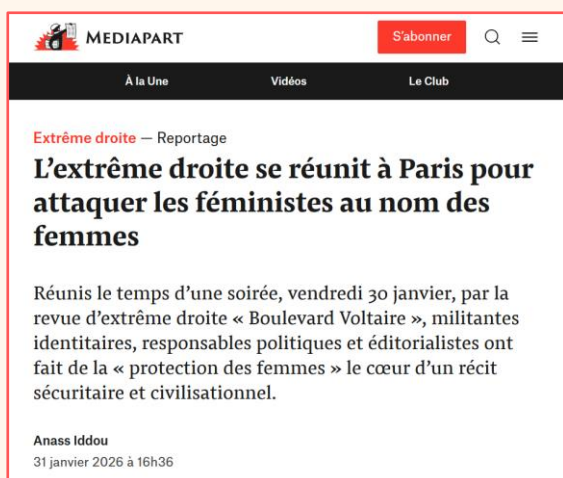 MEDIAPART
S'abonner
À la Une
Vidéos
Le Club
Extrême droite — Reportage
L’extrême droite se réunit à Paris pour
attaquer les féministes au nom des
femmes
Réunis le temps d’une soirée, vendredi 30 janvier, par la
revue d’extrême droite « Boulevard Voltaire », militantes
identitaires, responsables politiques et éditorialistes ont
fait de la « protection des femmes » le cœur d’un récit
sécuritaire et civilisationnel.
Anass Iddou
31 janvier 2026 à 16h36